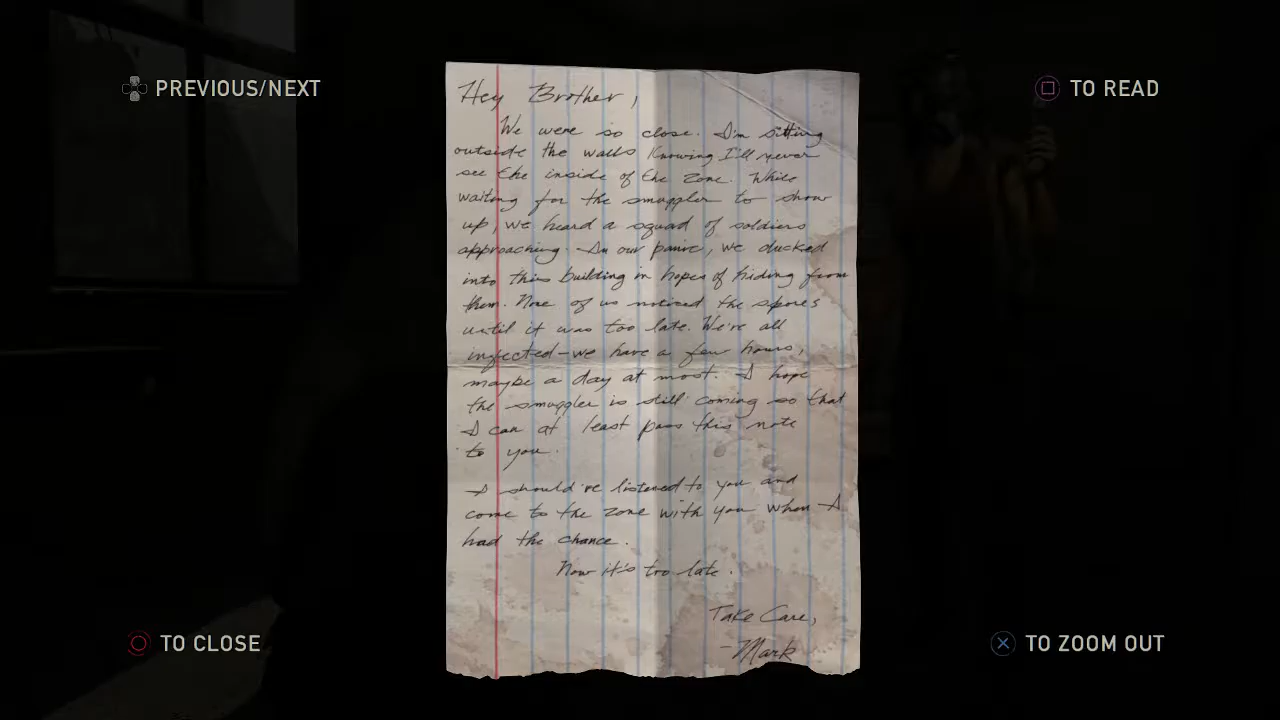 PREVIOUS/NEXT
TO READ
Hey Brother,
We were so close. I'm sitting
outside the walls knowing I'll never
see the inside of the zone. While
waiting for the smuggler to show
up, we heard a squad of soldiers
approaching. In our panic, we ducked
into this building in hopes of hiding from
them. None of us noticed the spores
until it was too late. We're all
infected-we have a few hours,
maybe a day at most. I hope
the smuggler is still coming so that
I can at least pass this note
to you.
I should've listened to you and
come to the zone with you when I
had the chance.
Now it's too late.
Take Care,
-Mark
TO CLOSE
TO ZOOM OUT